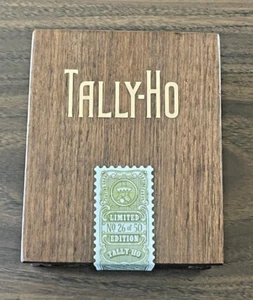 TALLY-HO
LIMITED
No 26 of 50
EDITION
TALLY HO